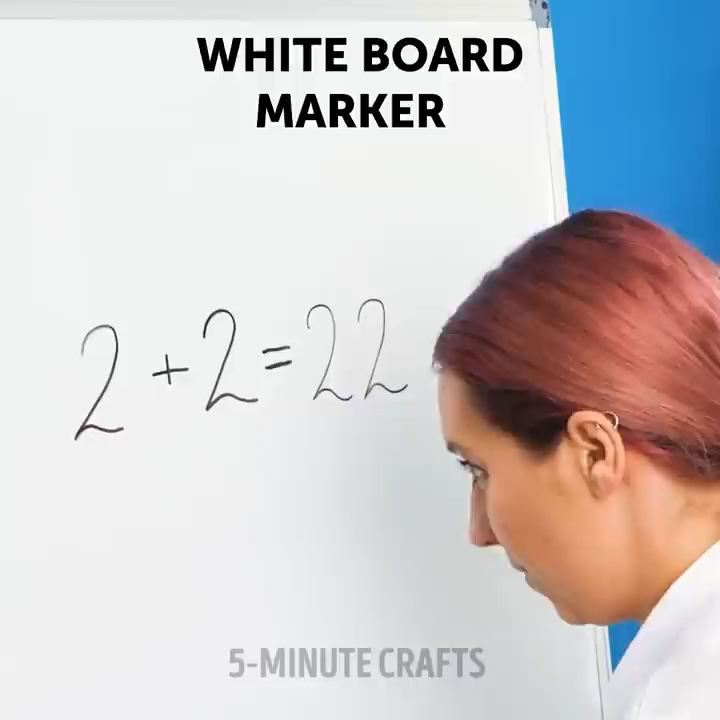 WHITE BOARD
MARKER
2 + 2 = 22
5-MINUTE CRAFTS